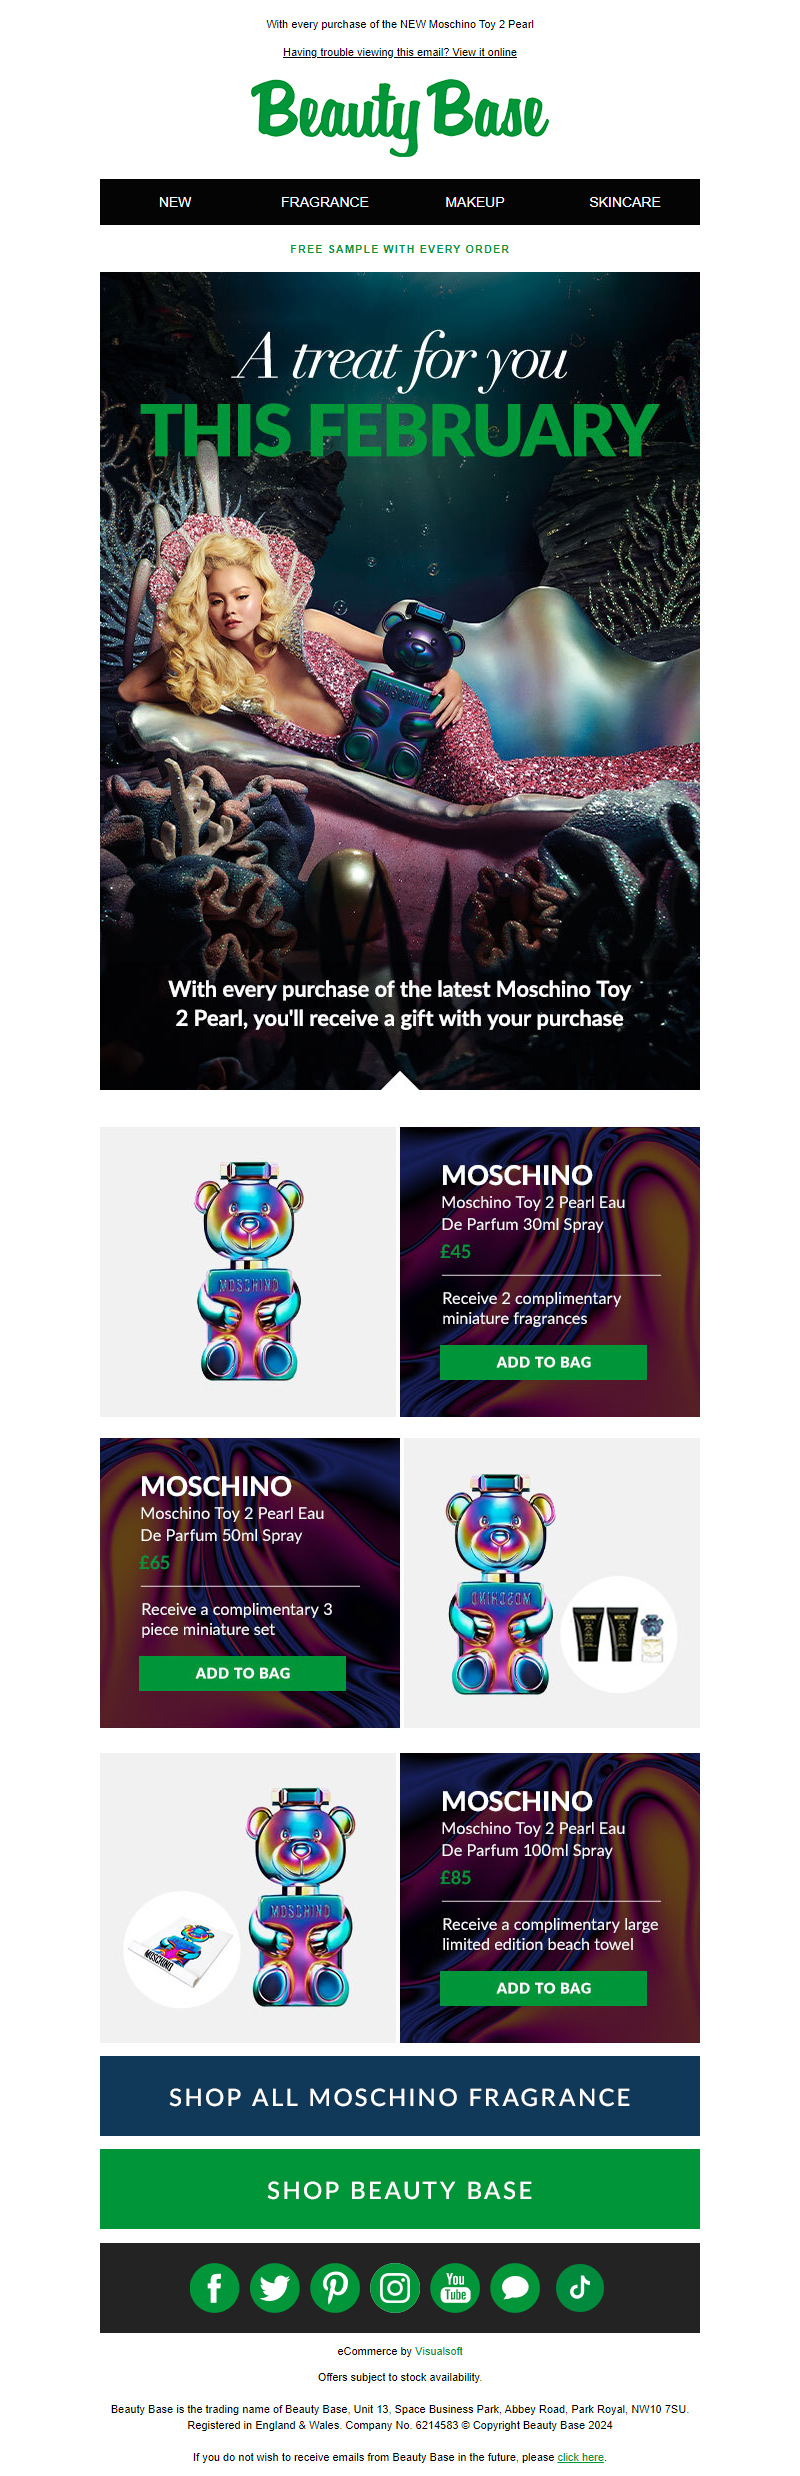 With every purchase of the NEW Moschino Toy 2 Pearl
Having trouble viewing this email? View it online
Beauty Base
NEW FRAGRANCE MAKEUP SKINCARE
FREE SAMPLE WITH EVERY ORDER
A treat for you
THIS FEBRUARY
MOSCHINO
With every purchase of the latest Moschino Toy
2 Pearl, you'll receive a gift with your purchase
MOSCHINO
MOSCHINO
Moschino Toy 2 Pearl Eau
De Parfum 30ml Spray
£45
Receive 2 complimentary
miniature fragrances
ADD TO BAG
MOSCHINO
Moschino Toy 2 Pearl Eau
De Parfum 50ml Spray
£65
Receive a complimentary 3
piece miniature set
ADD TO BAG
MOSCHINO
MOSCHINO
MOSCHINO
MOSCHINO
MOSCHINO
MOSCHINO
Moschino Toy 2 Pearl Eau
De Parfum 100ml Spray
£85
Receive a complimentary large
limited edition beach towel
ADD TO BAG
SHOP ALL MOSCHINO FRAGRANCE
SHOP BEAUTY BASE
You
Tube
eCommerce by Visualsoft
Offers subject to stock availability.
Beauty Base is the trading name of Beauty Base, Unit 13, Space Business Park, Abbey Road, Park Royal, NW10 7SU.
Registered in England & Wales. Company No. 6214583 © Copyright Beauty Base 2024
If you do not wish to receive emails from Beauty Base in the future, please click here.